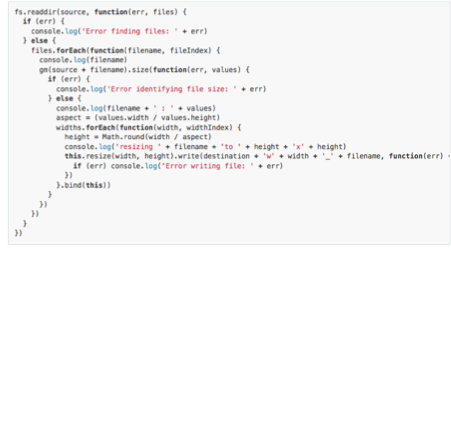 fs.readdir(source, function(err, files) {
  if (err) {
    console.log('Error finding files: ' + err)
  } else {
    files.forEach(function(filename, fileIndex) {
      console.log(filename)
      gm(source + filename).size(function(err, values) {
        if (err) {
          console.log('Error identifying file size: ' + err)
        } else {
          console.log(filename + ' : ' + values)
          aspect = (values.width / values.height)
          widths.forEach(function(width, widthIndex) {
            height = Math.round(width / aspect)
            console.log('resizing ' + filename + 'to ' + height + 'x' + height)
            this.resize(width, height).write(destination + 'w' + width + '_' + filename, function(err)
              if (err) console.log('Error writing file: ' + err)
            })
          }.bind(this))
        }
      })
    })
  }
})